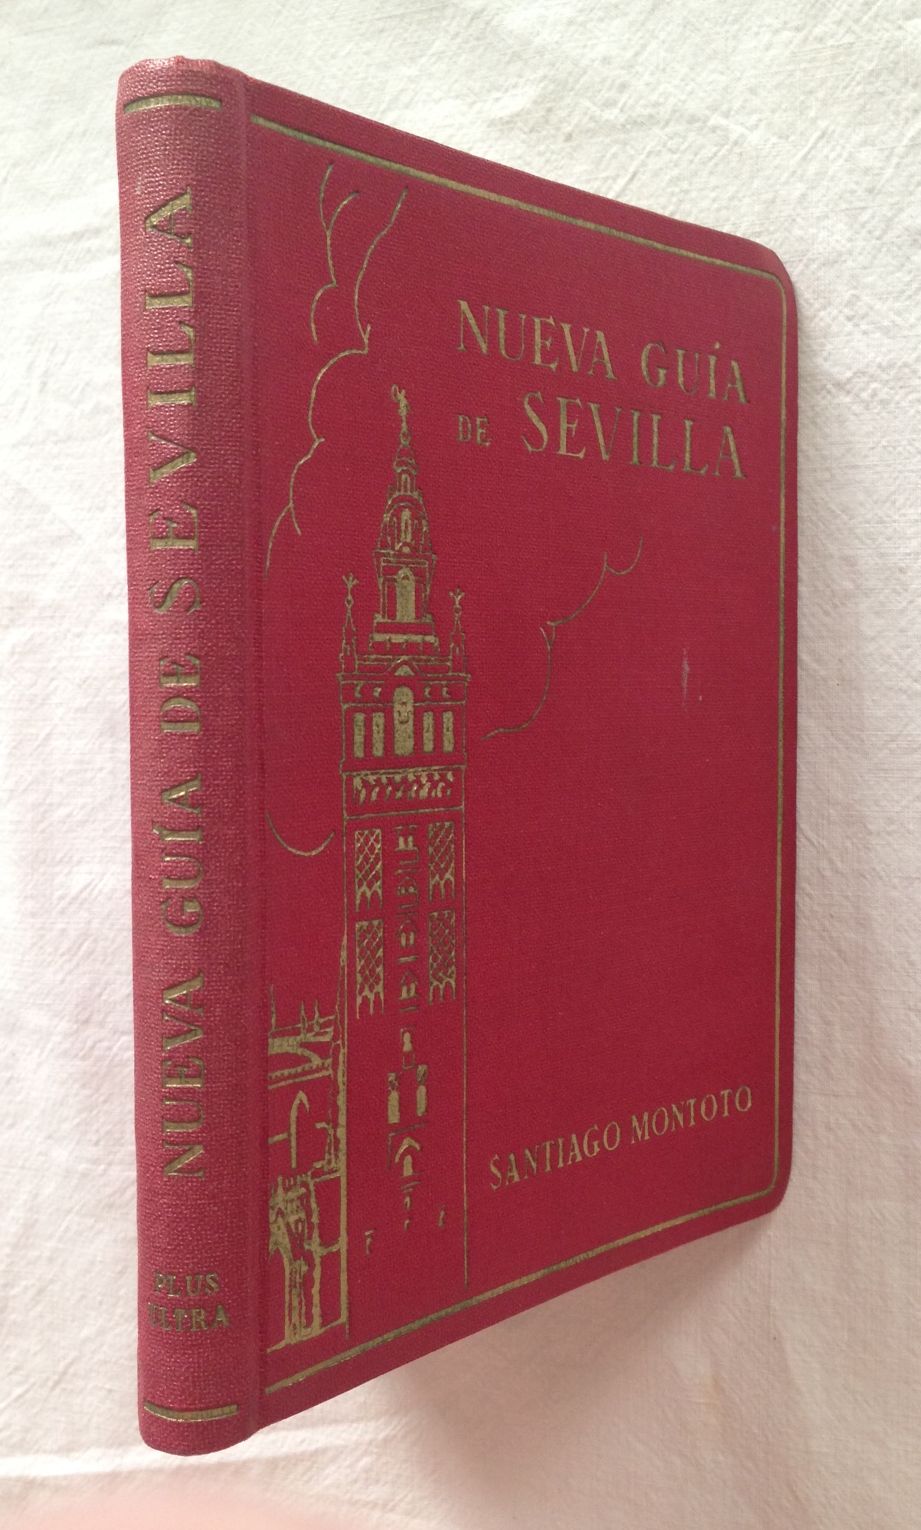 NUEVA GUÍA DE SEVILLA
PLUS
ULTRA
NUEVA GUÍA
DE SEVILLA
SANTIAGO MONTOTO